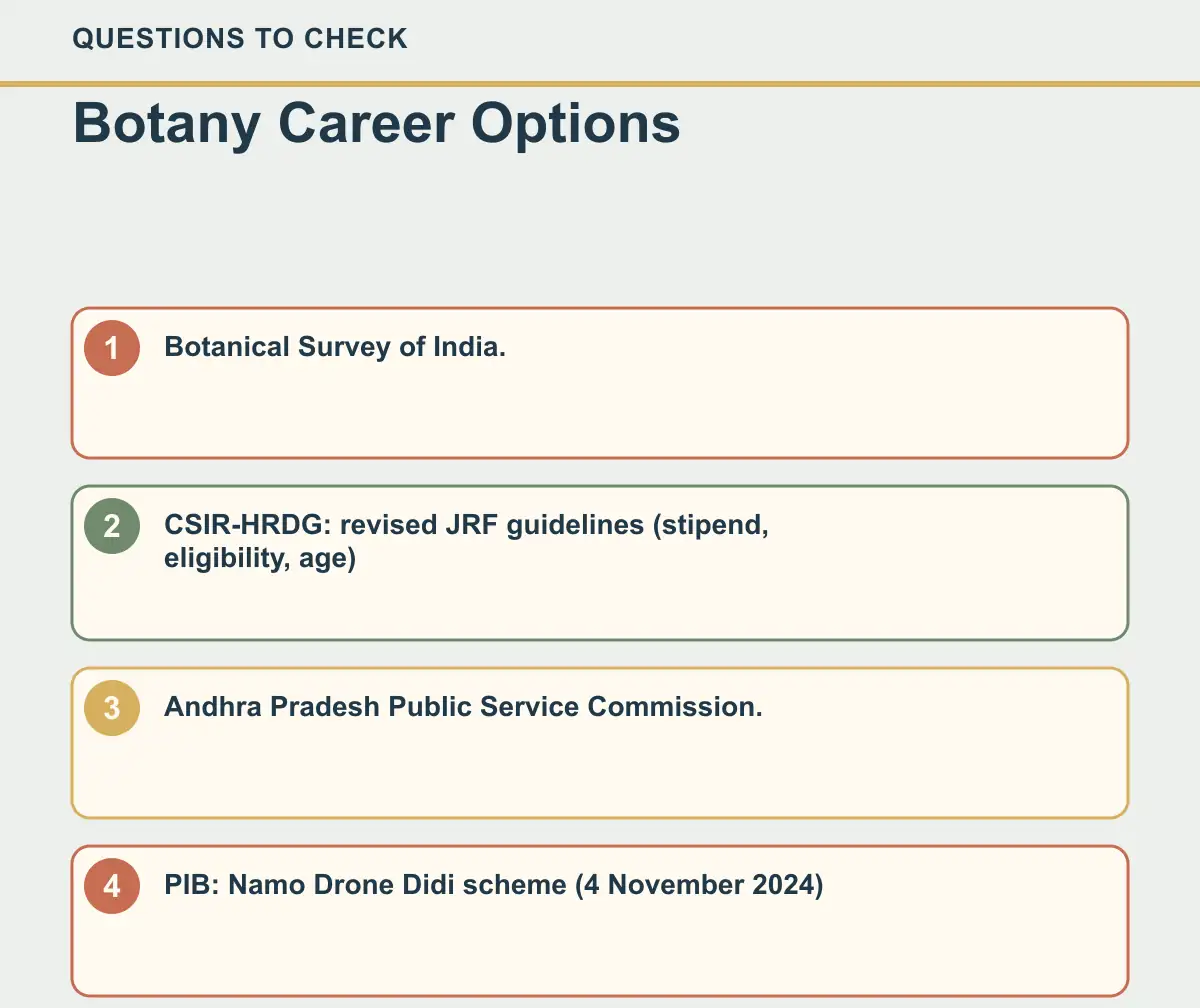 QUESTIONS TO CHECK
Botany Career Options
1
Botanical Survey of India.
2
CSIR-HRDG: revised JRF guidelines (stipend,
eligibility, age)
3
Andhra Pradesh Public Service Commission.
4
PIB: Namo Drone Didi scheme (4 November 2024)